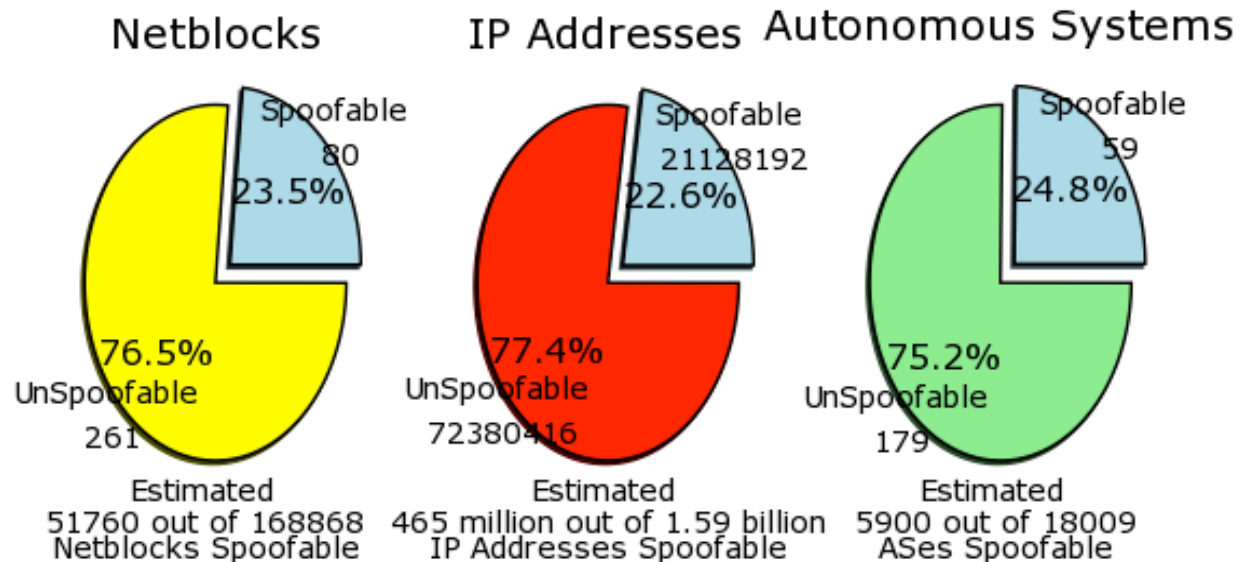 Netblocks
Spoofable
80
23.5%
76.5%
UnSpoofable
261
Estimated
51760 out of 168868
Netblocks Spoofable
IP Addresses
Spoofable
21128192
22.6%
77.4%
UnSpoofable
72380416
Estimated
465 million out of 1.59 billion
IP Addresses Spoofable
Autonomous Systems
Spoofable
59
24.8%
75.2%
UnSpoofable
179
Estimated
5900 out of 18009
ASes Spoofable